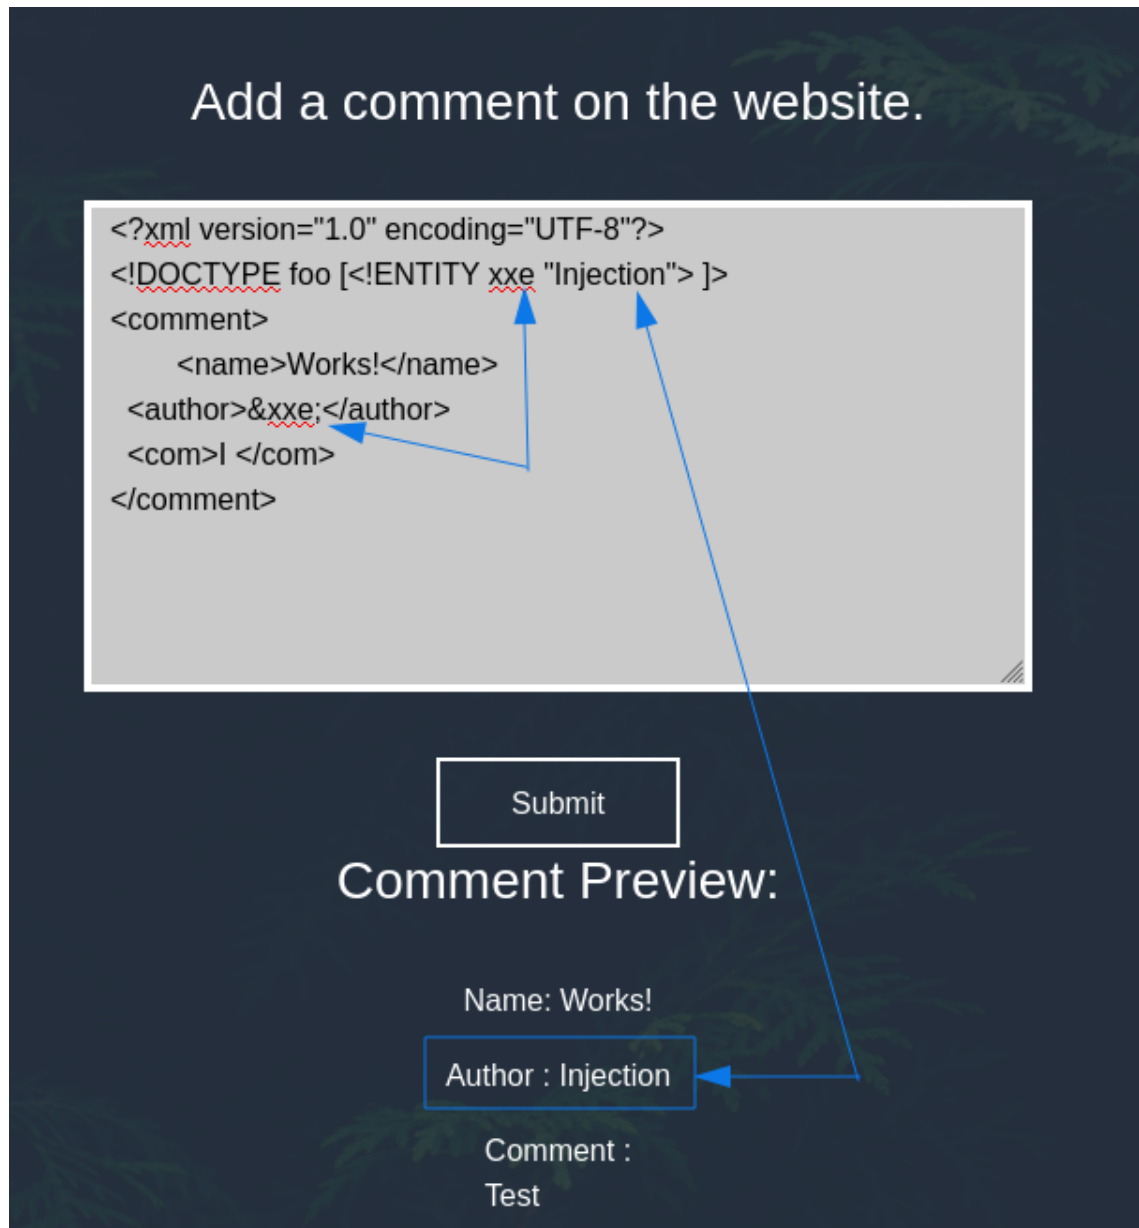 Add a comment on the website.
<?xml version="1.0" encoding="UTF-8"?>
<!DOCTYPE foo [<!ENTITY xxe "Injection"> ]>
<comment>
<name>Works!</name>
<author>&xxe;</author>
<com>I </com>
</comment>
Submit
Comment Preview:
Name: Works!
Author : Injection
Comment :
Test